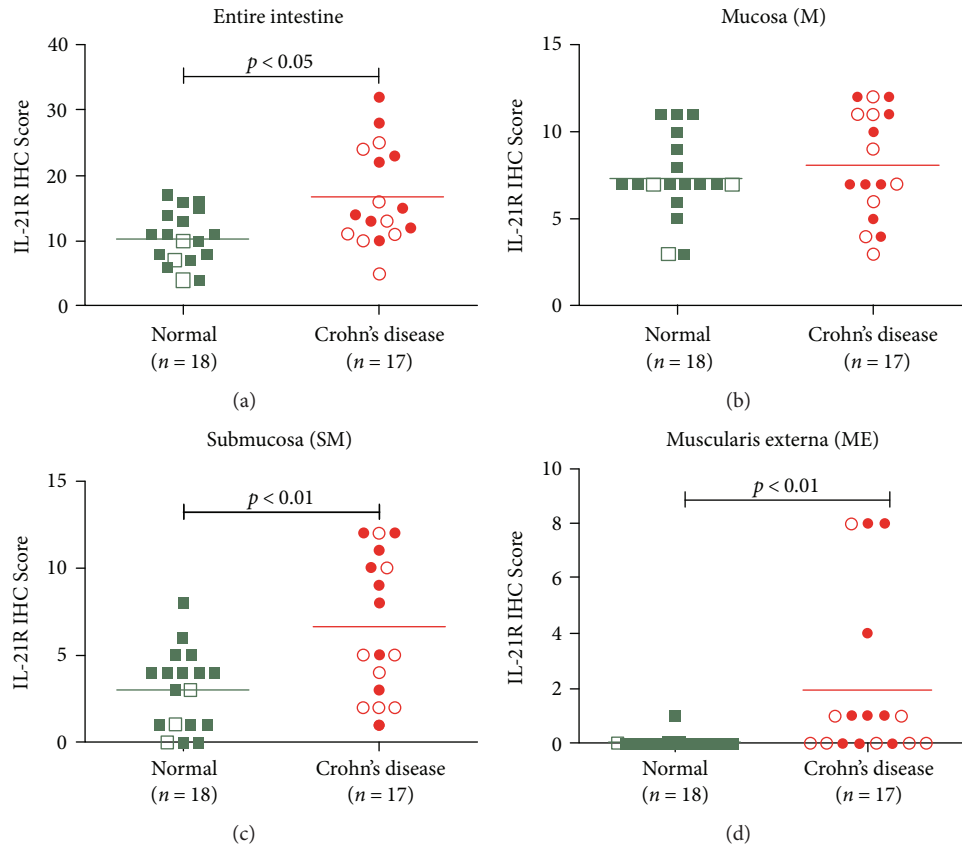 Entire intestine
40
30
20
10
0
IL-21R IHC Score
p < 0.05
Normal
(n = 18)
Crohn's disease
(n = 17)
(a)
Mucosa (M)
15
10
5
0
IL-21R IHC Score
Normal
(n = 18)
Crohn's disease
(n = 17)
(b)
Submucosa (SM)
15
10
5
0
IL-21R IHC Score
p < 0.01
Normal
(n = 18)
Crohn's disease
(n = 17)
(c)
Muscularis externa (ME)
10
8
6
4
2
0
IL-21R IHC Score
p < 0.01
Normal
(n = 18)
Crohn's disease
(n = 17)
(d)